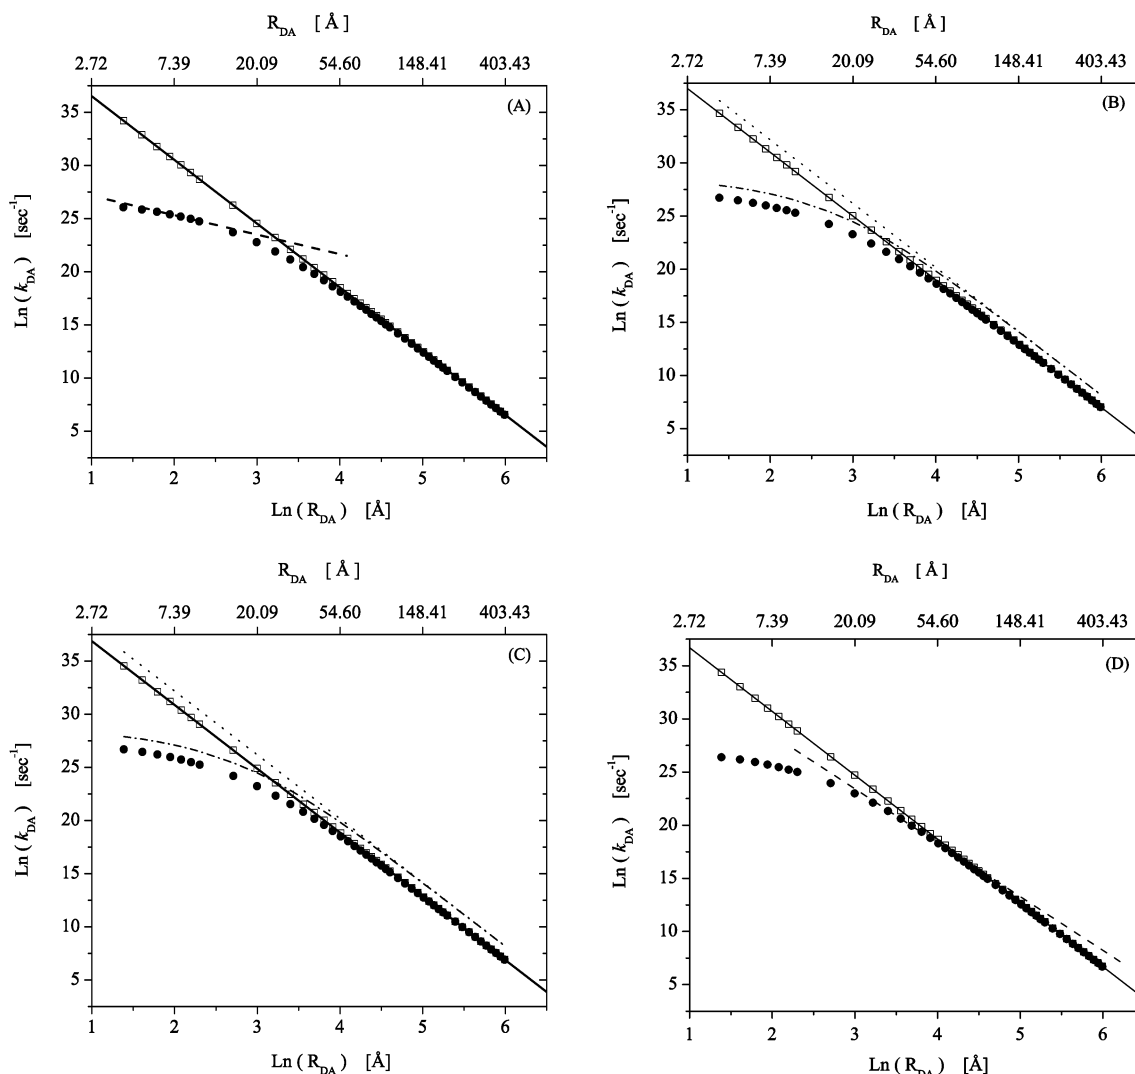 R_DA [ Å ]
2.72 7.39 20.09 54.60 148.41 403.43
(A)
35
30
25
20
15
10
5
Ln ( k_DA ) [sec⁻¹]
1 2 3 4 5 6
Ln ( R_DA ) [Å]
R_DA [ Å ]
2.72 7.39 20.09 54.60 148.41 403.43
(B)
35
30
25
20
15
10
5
Ln ( k_DA ) [sec⁻¹]
1 2 3 4 5 6
Ln ( R_DA ) [Å]
R_DA [ Å ]
2.72 7.39 20.09 54.60 148.41 403.43
(C)
35
30
25
20
15
10
5
Ln ( k_DA ) [sec⁻¹]
1 2 3 4 5 6
Ln ( R_DA ) [Å]
R_DA [ Å ]
2.72 7.39 20.09 54.60 148.41 403.43
(D)
35
30
25
20
15
10
5
Ln ( k_DA ) [sec⁻¹]
1 2 3 4 5 6
Ln ( R_DA ) [Å]